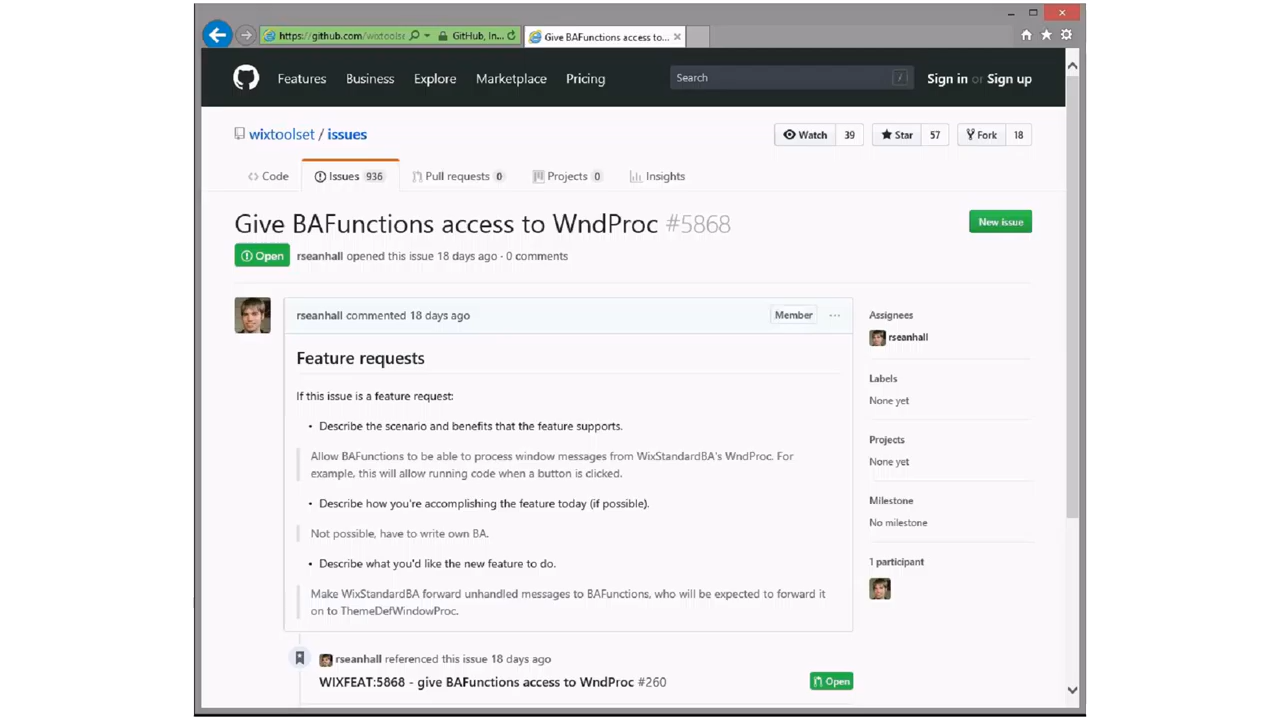 https://github.com/wixtoolse
GitHub, In...
Give BAFunctions access to...
Features Business Explore Marketplace Pricing
Search /
Sign in or Sign up
wixtoolset / issues
Watch 39 Star 57 Fork 18
Code Issues 936 Pull requests 0 Projects 0 Insights
Give BAFunctions access to WndProc #5868
New issue
Open rseanhall opened this issue 18 days ago · 0 comments
rseanhall commented 18 days ago
Member ...
Feature requests
If this issue is a feature request:
• Describe the scenario and benefits that the feature supports.
Allow BAFunctions to be able to process window messages from WixStandardBA's WndProc. For
example, this will allow running code when a button is clicked.
• Describe how you're accomplishing the feature today (if possible).
Not possible, have to write own BA.
• Describe what you'd like the new feature to do.
Make WixStandardBA forward unhandled messages to BAFunctions, who will be expected to forward it
on to ThemeDefWindowProc.
rseanhall referenced this issue 18 days ago
WIXFEAT:5868 - give BAFunctions access to WndProc #260
Open
Assignees
rseanhall
Labels
None yet
Projects
None yet
Milestone
No milestone
1 participant